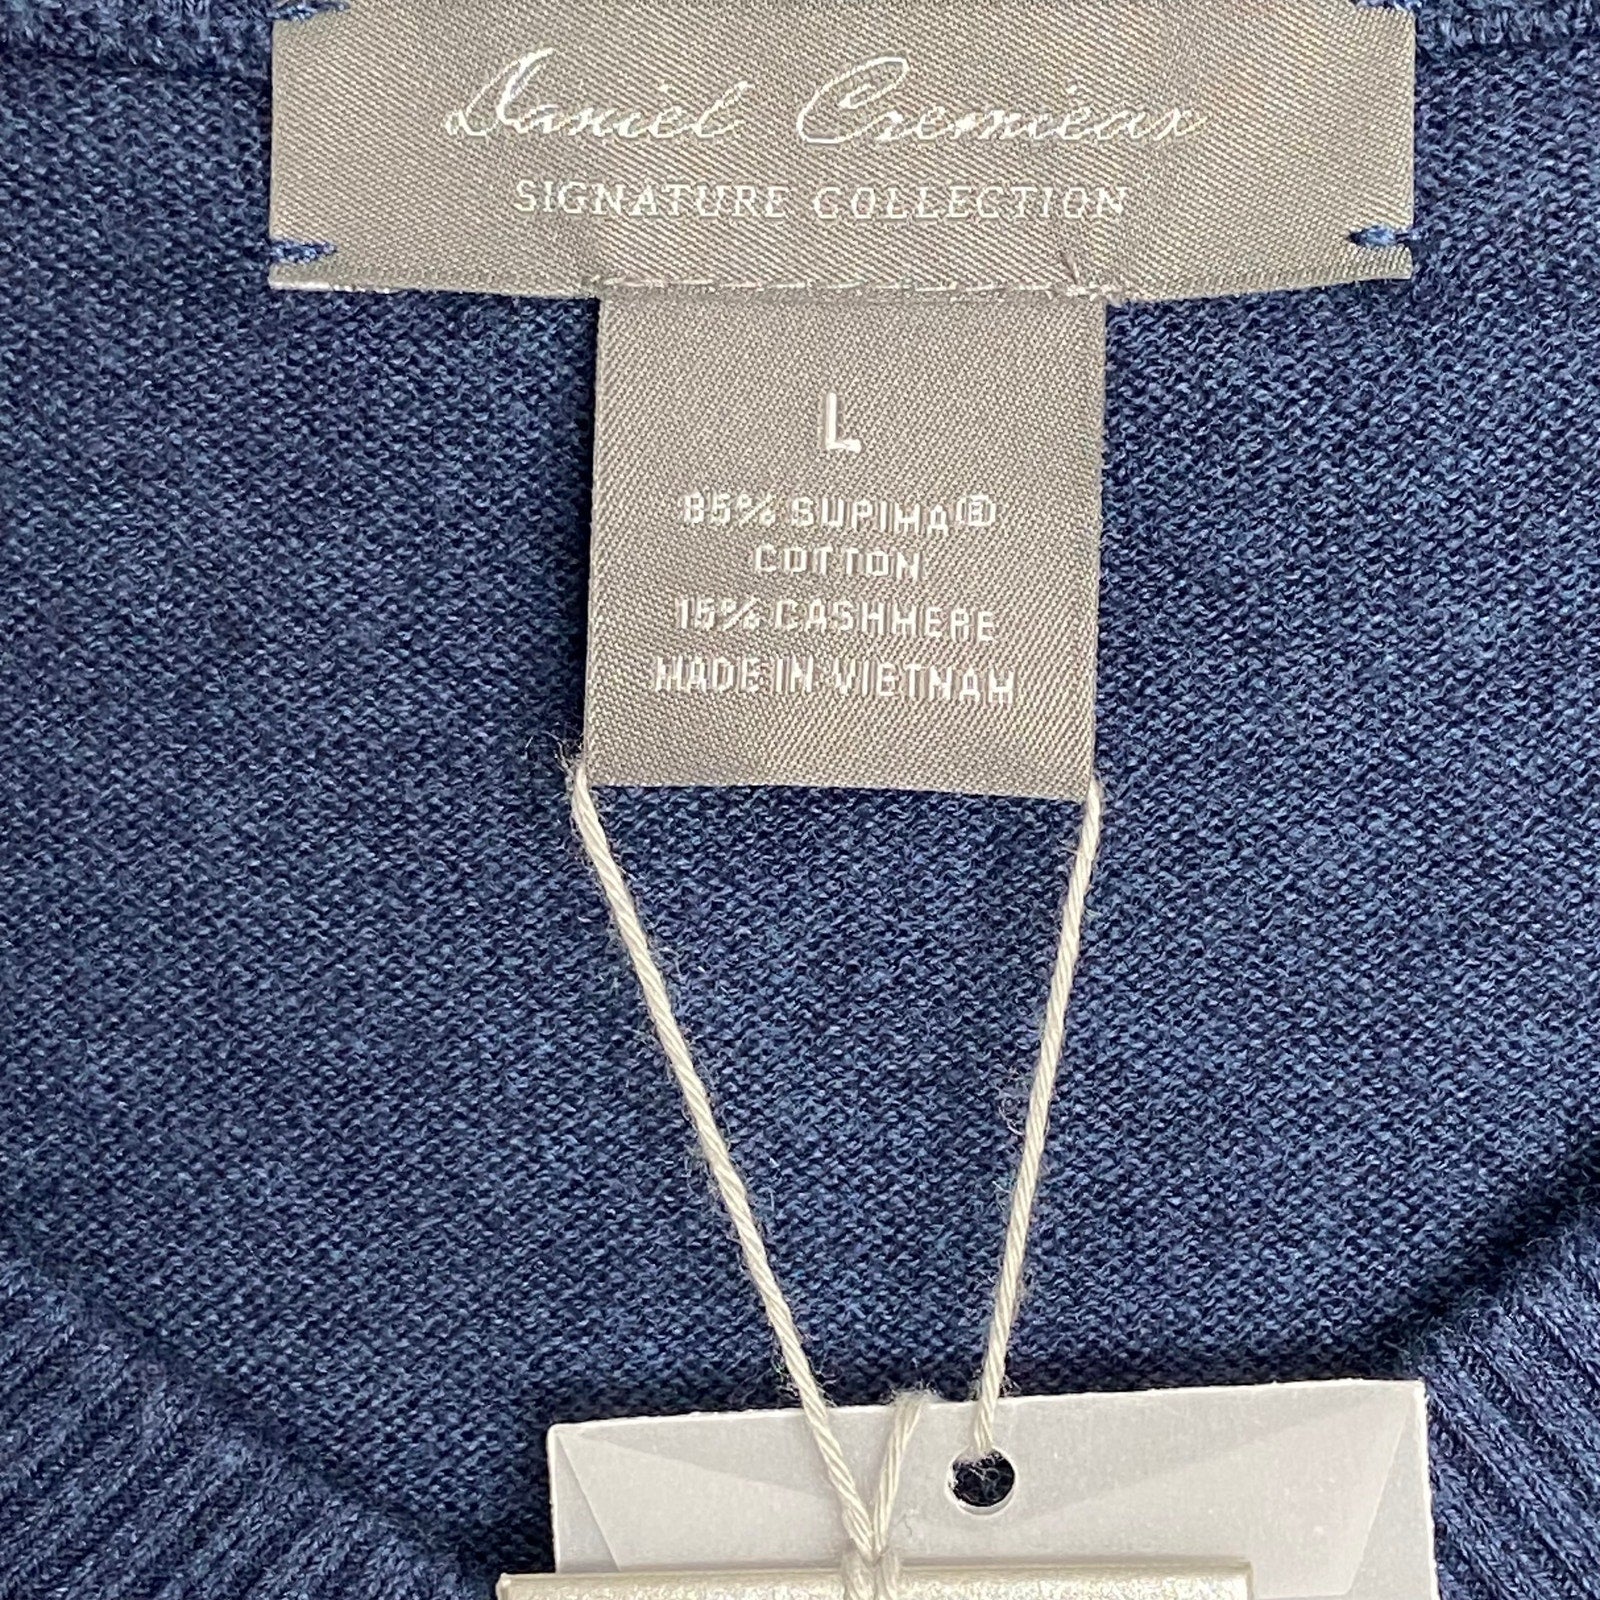 Daniel Cremieux
SIGNATURE COLLECTION
L
85% SUPIMA®
COTTON
15% CASHMERE
MADE IN VIETNAM